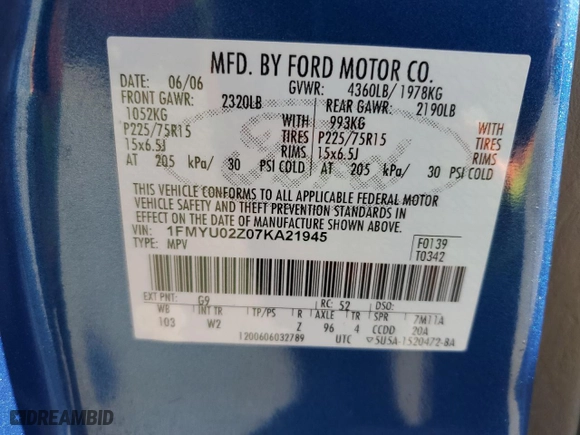 MFD. BY FORD MOTOR CO.
DATE: 06/06 GVWR: 4360LB/1978KG
FRONT GAWR: 2320LB REAR GAWR: 2190LB
1052KG WITH 993KG WITH
P225/75R15 TIRES P225/75R15 TIRES
15x6.5J RIMS 15x6.5J RIMS
AT 205 kPa/ 30 PSI COLD AT 205 kPa/ 30 PSI COLD
THIS VEHICLE CONFORMS TO ALL APPLICABLE FEDERAL MOTOR
VEHICLE SAFETY AND THEFT PREVENTION STANDARDS IN
EFFECT ON THE DATE OF MANUFACTURE SHOWN ABOVE.
VIN: 1FMYU02Z07KA21945
TYPE: MPV
F0139
T0342
EXT PNT: G9 RC: 52 DSO:
WB INT TR TP/PS R AXLE TR SPR 7M11A
103 W2 Z 96 4 CCDD 20A
1200606032789 UTC 5U5A-1520472-BA
Ford
DREAMBID